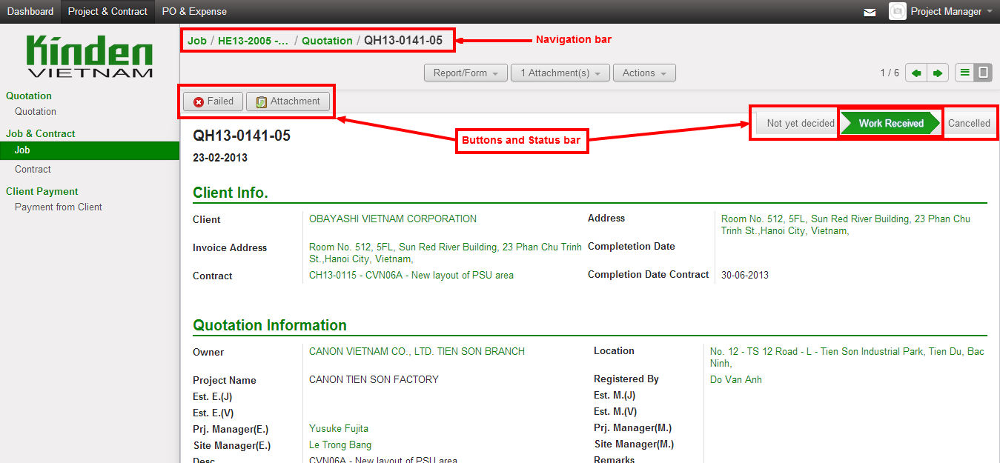 Dashboard Project & Contract PO & Expense Project Manager
Kinden
VIETNAM
Job / HE13-2005 -... / Quotation / QH13-0141-05
Navigation bar
Report/Form 1 Attachment(s) Actions 1 / 6
Quotation
Quotation
Job & Contract
Job
Contract
Client Payment
Payment from Client
Failed Attachment
Buttons and Status bar
Not yet decided Work Received Cancelled
QH13-0141-05
23-02-2013
Client Info.
Client OBAYASHI VIETNAM CORPORATION
Address Room No. 512, 5FL, Sun Red River Building, 23 Phan Chu
Trinh St.,Hanoi City, Vietnam,
Invoice Address Room No. 512, 5FL, Sun Red River Building, 23 Phan Chu Trinh
St.,Hanoi City, Vietnam,
Completetion Date
Contract CH13-0115 - CVN06A - New layout of PSU area
Completion Date Contract 30-06-2013
Quotation Information
Owner CANON VIETNAM CO., LTD. TIEN SON BRANCH
Location No. 12 - TS 12 Road - L - Tien Son Industrial Park, Tien Du, Bac
Ninh,
Project Name CANON TIEN SON FACTORY
Registered By Do Van Anh
Est. E.(J) Est. M.(J)
Est. E.(V) Est. M.(V)
Prj. Manager(E.) Yusuke Fujita Prj. Manager(M.)
Site Manager(E.) Le Trong Bang Site Manager(M.)
Desc. CVN06A - New layout of PSU area Remarks